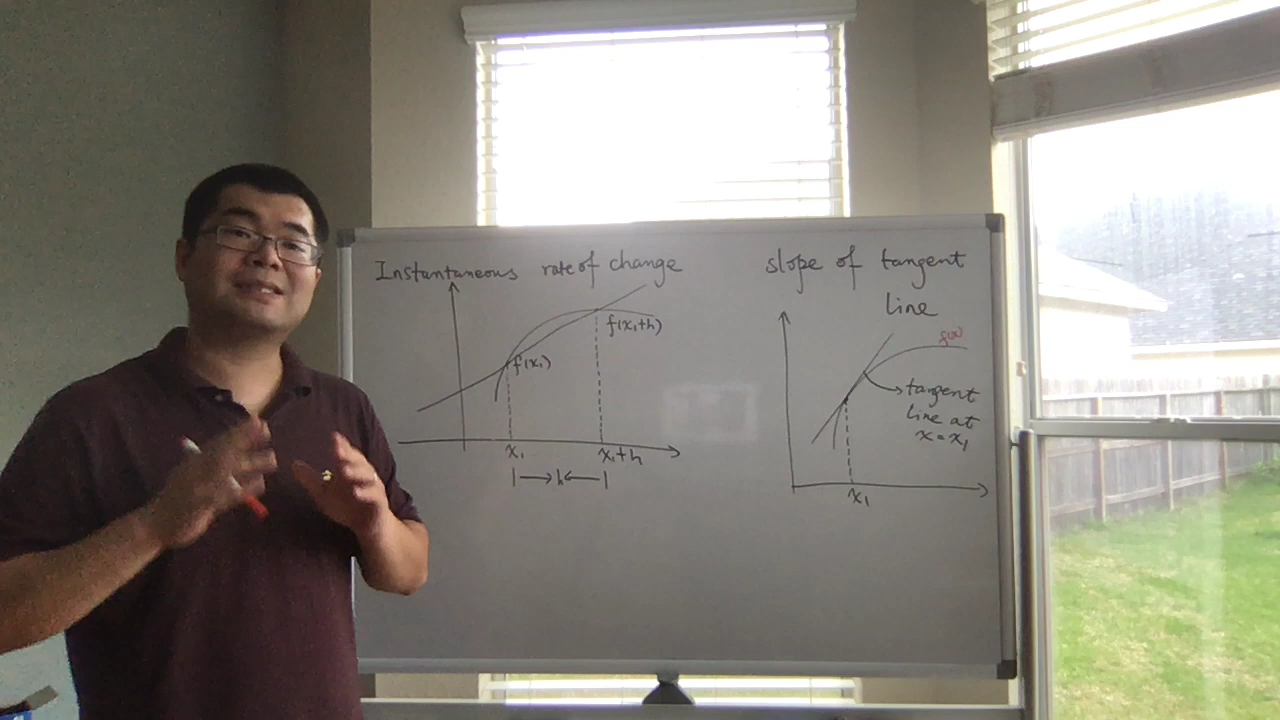 Instantaneous rate of change
f(x₁+h)
f(x₁)
x₁
x₁+h
h
slope of tangent
line
f(x)
tangent
line at
x=x₁
x₁